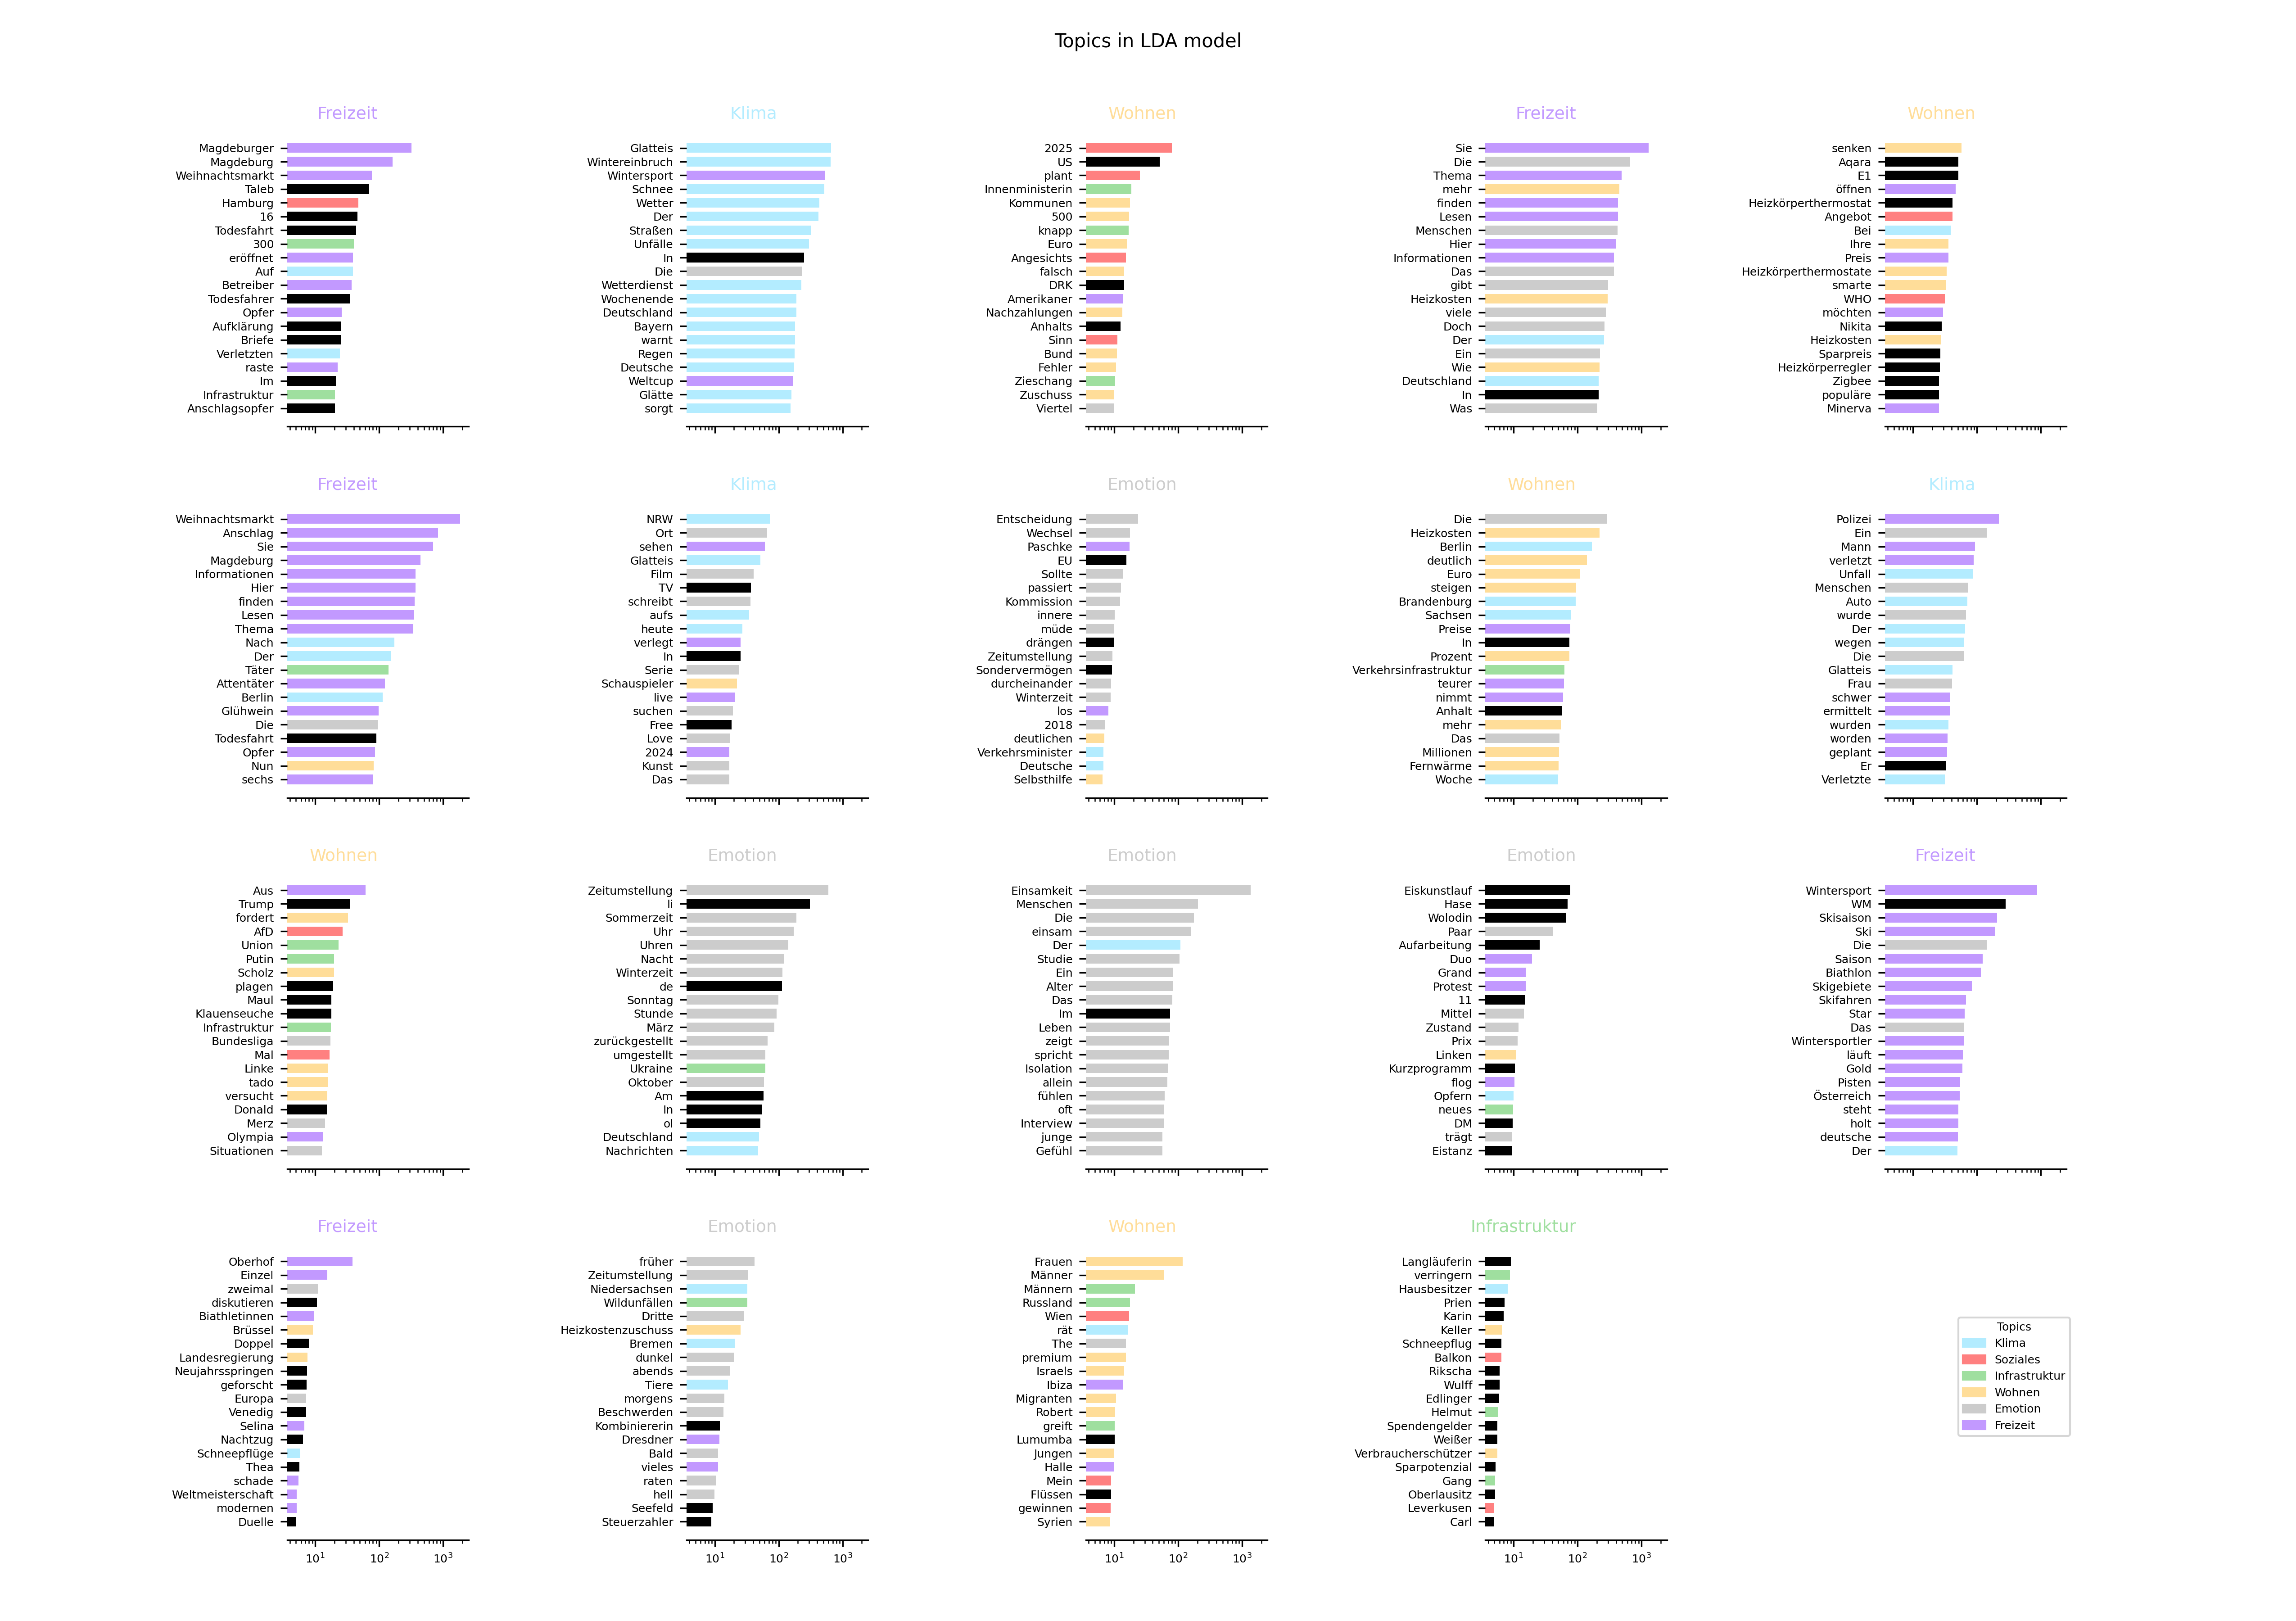 Topics in LDA model
Freizeit
Magdeburger
Magdeburg
Weihnachtsmarkt
Taleb
Hamburg
16
Todesfahrt
300
eröffnet
Auf
Betreiber
Todesfahrer
Opfer
Aufklärung
Briefe
Verletzten
raste
Im
Infrastruktur
Anschlagsopfer
Klima
Glatteis
Wintereinbruch
Wintersport
Schnee
Wetter
Der
Straßen
Unfälle
In
Die
Wetterdienst
Wochenende
Deutschland
Bayern
warnt
Regen
Deutsche
Weltcup
Glätte
sorgt
Wohnen
2025
US
plant
Innenministerin
Kommunen
500
knapp
Euro
Angesichts
falsch
DRK
Amerikaner
Nachzahlungen
Anhalts
Sinn
Bund
Fehler
Zieschang
Zuschuss
Viertel
Freizeit
Sie
Die
Thema
mehr
finden
Lesen
Menschen
Hier
Informationen
Das
gibt
Heizkosten
viele
Doch
Der
Ein
Wie
Deutschland
In
Was
Wohnen
senken
Aqara
E1
öffnen
Heizkörperthermostat
Angebot
Bei
Ihre
Preis
Heizkörperthermostate
smarte
WHO
möchten
Nikita
Heizkosten
Sparpreis
Heizkörperregler
Zigbee
populäre
Minerva
Freizeit
Weihnachtsmarkt
Anschlag
Sie
Magdeburg
Informationen
Hier
finden
Lesen
Thema
Nach
Der
Täter
Attentäter
Berlin
Glühwein
Die
Todesfahrt
Opfer
Nun
sechs
Klima
NRW
Ort
sehen
Glatteis
Film
TV
schreibt
aufs
heute
verlegt
In
Serie
Schauspieler
live
suchen
Free
Love
2024
Kunst
Das
Emotion
Entscheidung
Wechsel
Paschke
EU
Sollte
passiert
Kommission
innere
müde
drängen
Zeitumstellung
Sondervermögen
durcheinander
Winterzeit
los
2018
deutlichen
Verkehrsminister
Deutsche
Selbsthilfe
Wohnen
Die
Heizkosten
Berlin
deutlich
Euro
steigen
Brandenburg
Sachsen
Preise
In
Prozent
Verkehrsinfrastruktur
teurer
nimmt
Anhalt
mehr
Das
Millionen
Fernwärme
Woche
Klima
Polizei
Ein
Mann
verletzt
Unfall
Menschen
Auto
wurde
Der
wegen
Die
Glatteis
Frau
schwer
ermittelt
wurden
worden
geplant
Er
Verletzte
Wohnen
Aus
Trump
fordert
AfD
Union
Putin
Scholz
plagen
Maul
Klauenseuche
Infrastruktur
Bundesliga
Mal
Linke
tado
versucht
Donald
Merz
Olympia
Situationen
Emotion
Zeitumstellung
li
Sommerzeit
Uhr
Uhren
Nacht
Winterzeit
de
Sonntag
Stunde
März
zurückgestellt
umgestellt
Ukraine
Oktober
Am
In
ol
Deutschland
Nachrichten
Emotion
Einsamkeit
Menschen
Die
einsam
Der
Studie
Ein
Alter
Das
Im
Leben
zeigt
spricht
Isolation
allein
fühlen
oft
Interview
junge
Gefühl
Emotion
Eiskunstlauf
Hase
Wolodin
Paar
Aufarbeitung
Duo
Grand
Protest
11
Mittel
Zustand
Prix
Linken
Kurzprogramm
flog
Opfern
neues
DM
trägt
Eistanz
Freizeit
Wintersport
WM
Skisaison
Ski
Die
Saison
Biathlon
Skigebiete
Skifahren
Star
Das
Wintersportler
läuft
Gold
Pisten
Österreich
steht
holt
deutsche
Der
Freizeit
Oberhof
Einzel
zweimal
diskutieren
Biathletinnen
Brüssel
Doppel
Landesregierung
Neujahrsspringen
geforscht
Europa
Venedig
Selina
Nachtzug
Schneepflüge
Thea
schade
Weltmeisterschaft
modernen
Duelle
10¹ 10² 10³
Emotion
früher
Zeitumstellung
Niedersachsen
Wildunfällen
Dritte
Heizkostenzuschuss
Bremen
dunkel
abends
Tiere
morgens
Beschwerden
Kombiniererin
Dresdner
Bald
vieles
raten
hell
Seefeld
Steuerzahler
10¹ 10² 10³
Wohnen
Frauen
Männer
Männern
Russland
Wien
rät
The
premium
Israels
Ibiza
Migranten
Robert
greift
Lumumba
Jungen
Halle
Mein
Flüssen
gewinnen
Syrien
10¹ 10² 10³
Infrastruktur
Langläuferin
verringern
Hausbesitzer
Prien
Karin
Keller
Schneepflug
Balkon
Rikscha
Wulff
Edlinger
Helmut
Spendengelder
Weißer
Verbraucherschützer
Sparpotenzial
Gang
Oberlausitz
Leverkusen
Carl
10¹ 10² 10³
Topics
Klima
Soziales
Infrastruktur
Wohnen
Emotion
Freizeit